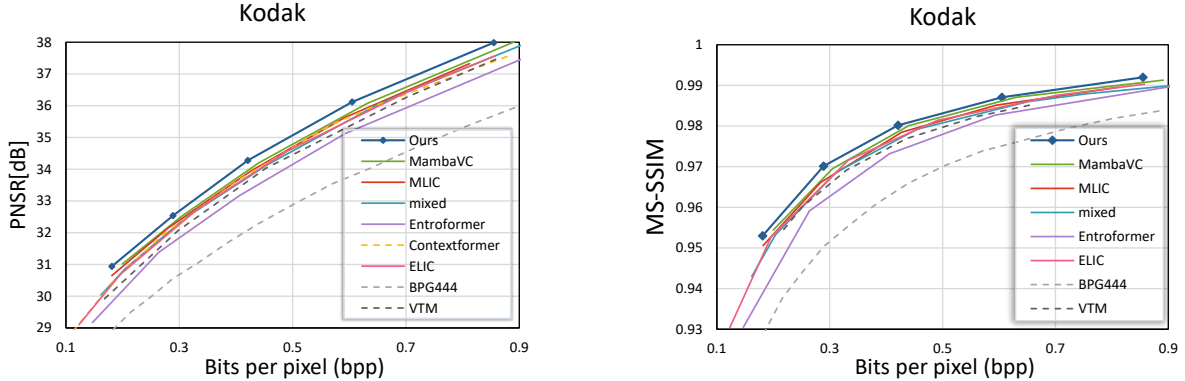 Kodak
PNSR[dB]
38
37
36
35
34
33
32
31
30
29
0.1
0.3
0.5
0.7
0.9
Bits per pixel (bpp)
Ours
MambaVC
MLIC
mixed
Entroformer
Contextformer
ELIC
BPG444
VTM
Kodak
MS-SSIM
1
0.99
0.98
0.97
0.96
0.95
0.94
0.93
0.1
0.3
0.5
0.7
0.9
Bits per pixel (bpp)
Ours
MambaVC
MLIC
mixed
Entroformer
ELIC
BPG444
VTM